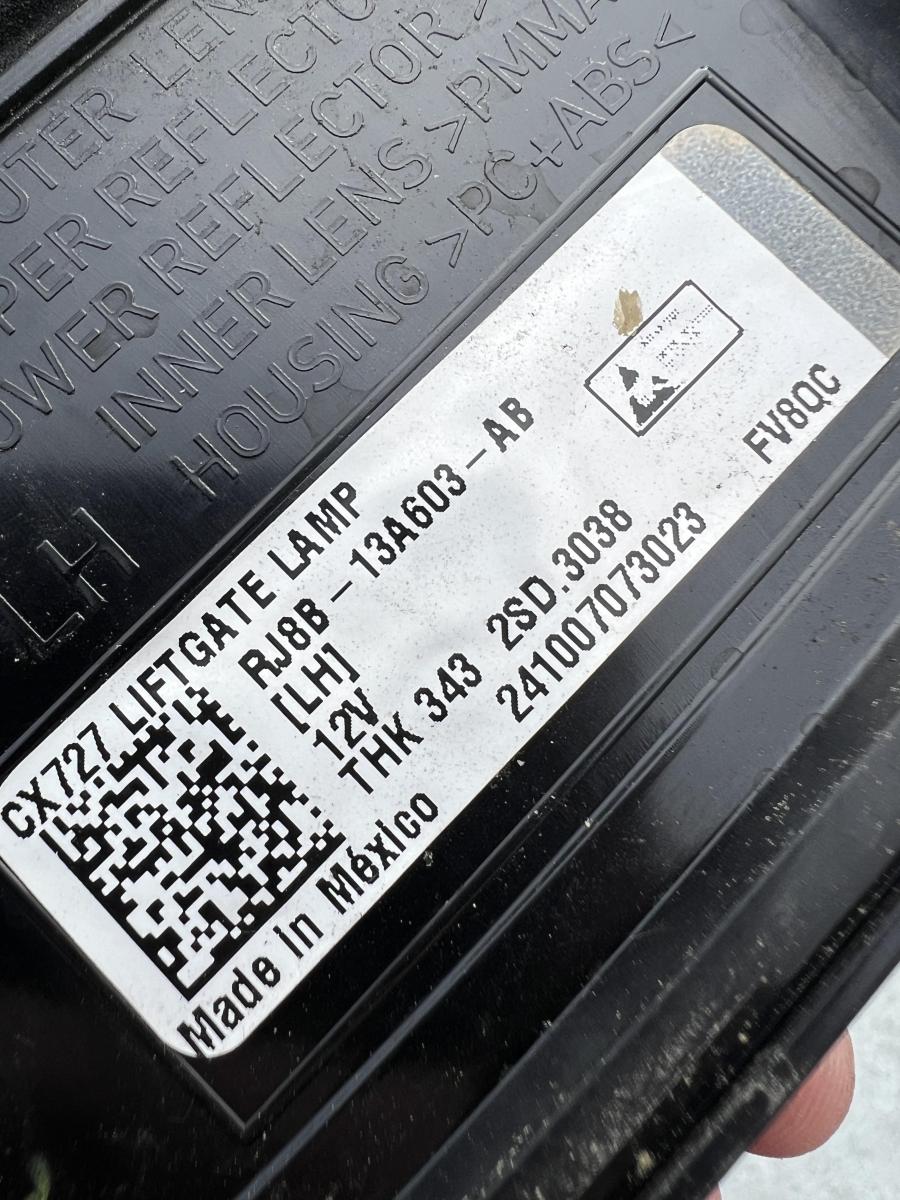 OUTER LENS
UPPER REFLECTOR >
LOWER REFLECTOR >
INNER LENS >PMMA
HOUSING >PC+ABS<
LH
CX727 LIFTGATE LAMP
RJ8B-13A603-AB
[LH]
12V
THK 343 2SD.3038
241007073023
FV8QC
Made in México